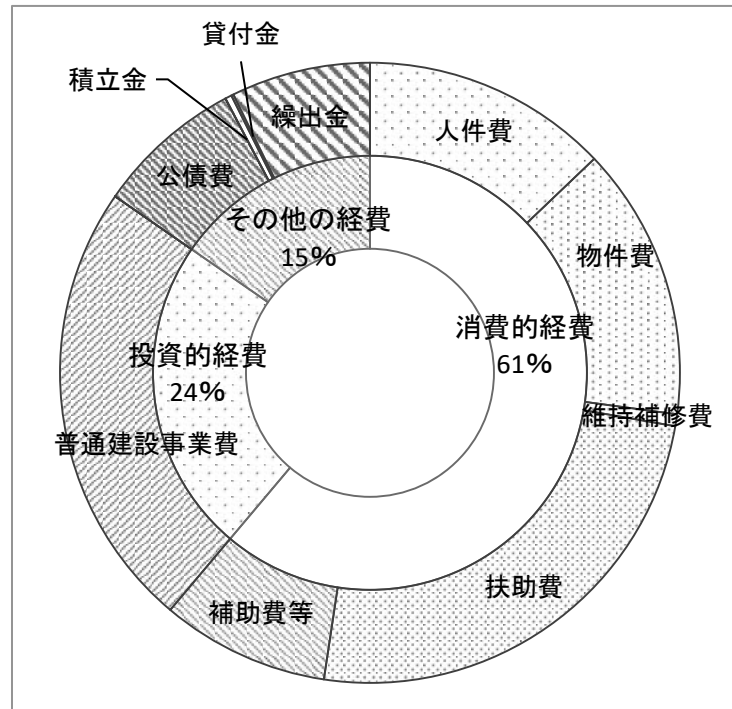 貸付金
積立金
繰出金
人件費
公債費
その他の経費
15%
物件費
消費的経費
61%
投資的経費
24%
維持補修費
普通建設事業費
扶助費
補助費等